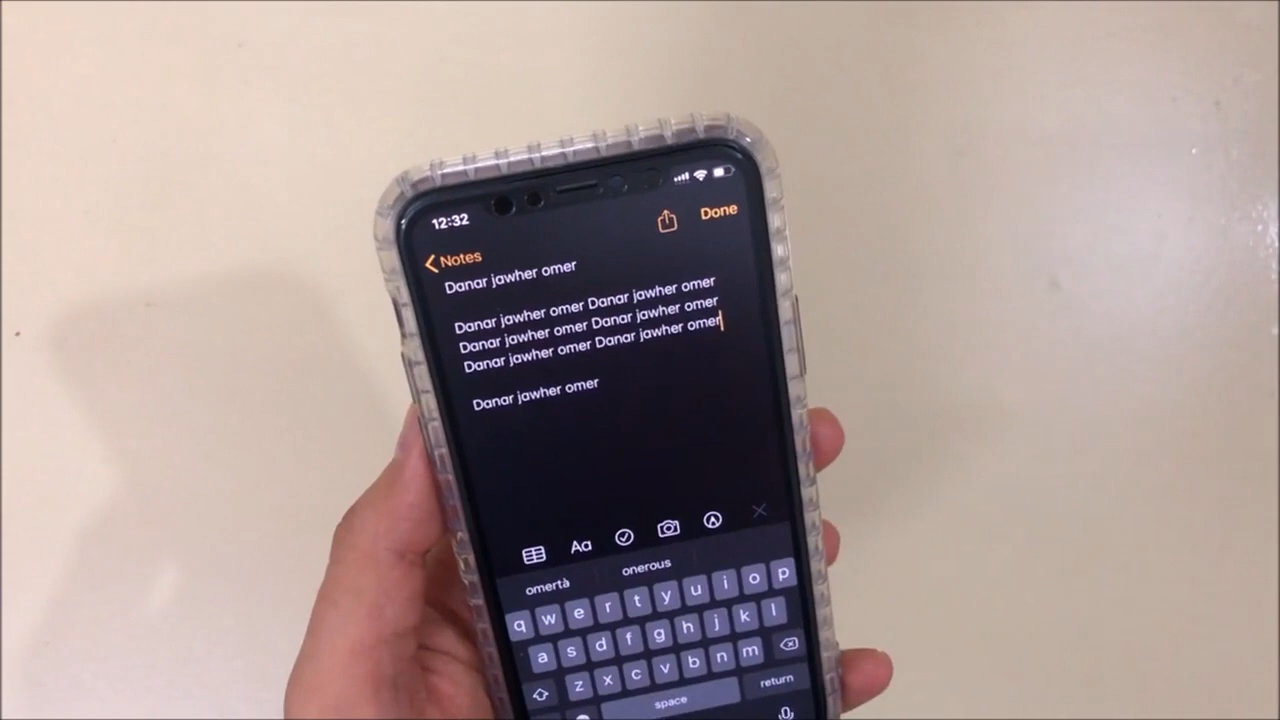 12:32
Done
Notes
Danar jawher omer
Danar jawher omer Danar jawher omer
Danar jawher omer Danar jawher omer
Danar jawher omer Danar jawher omer
Danar jawher omer
Aa
omertà onerous
q w e r t y u i o p
a s d f g h j k l
z x c v b n m
space return